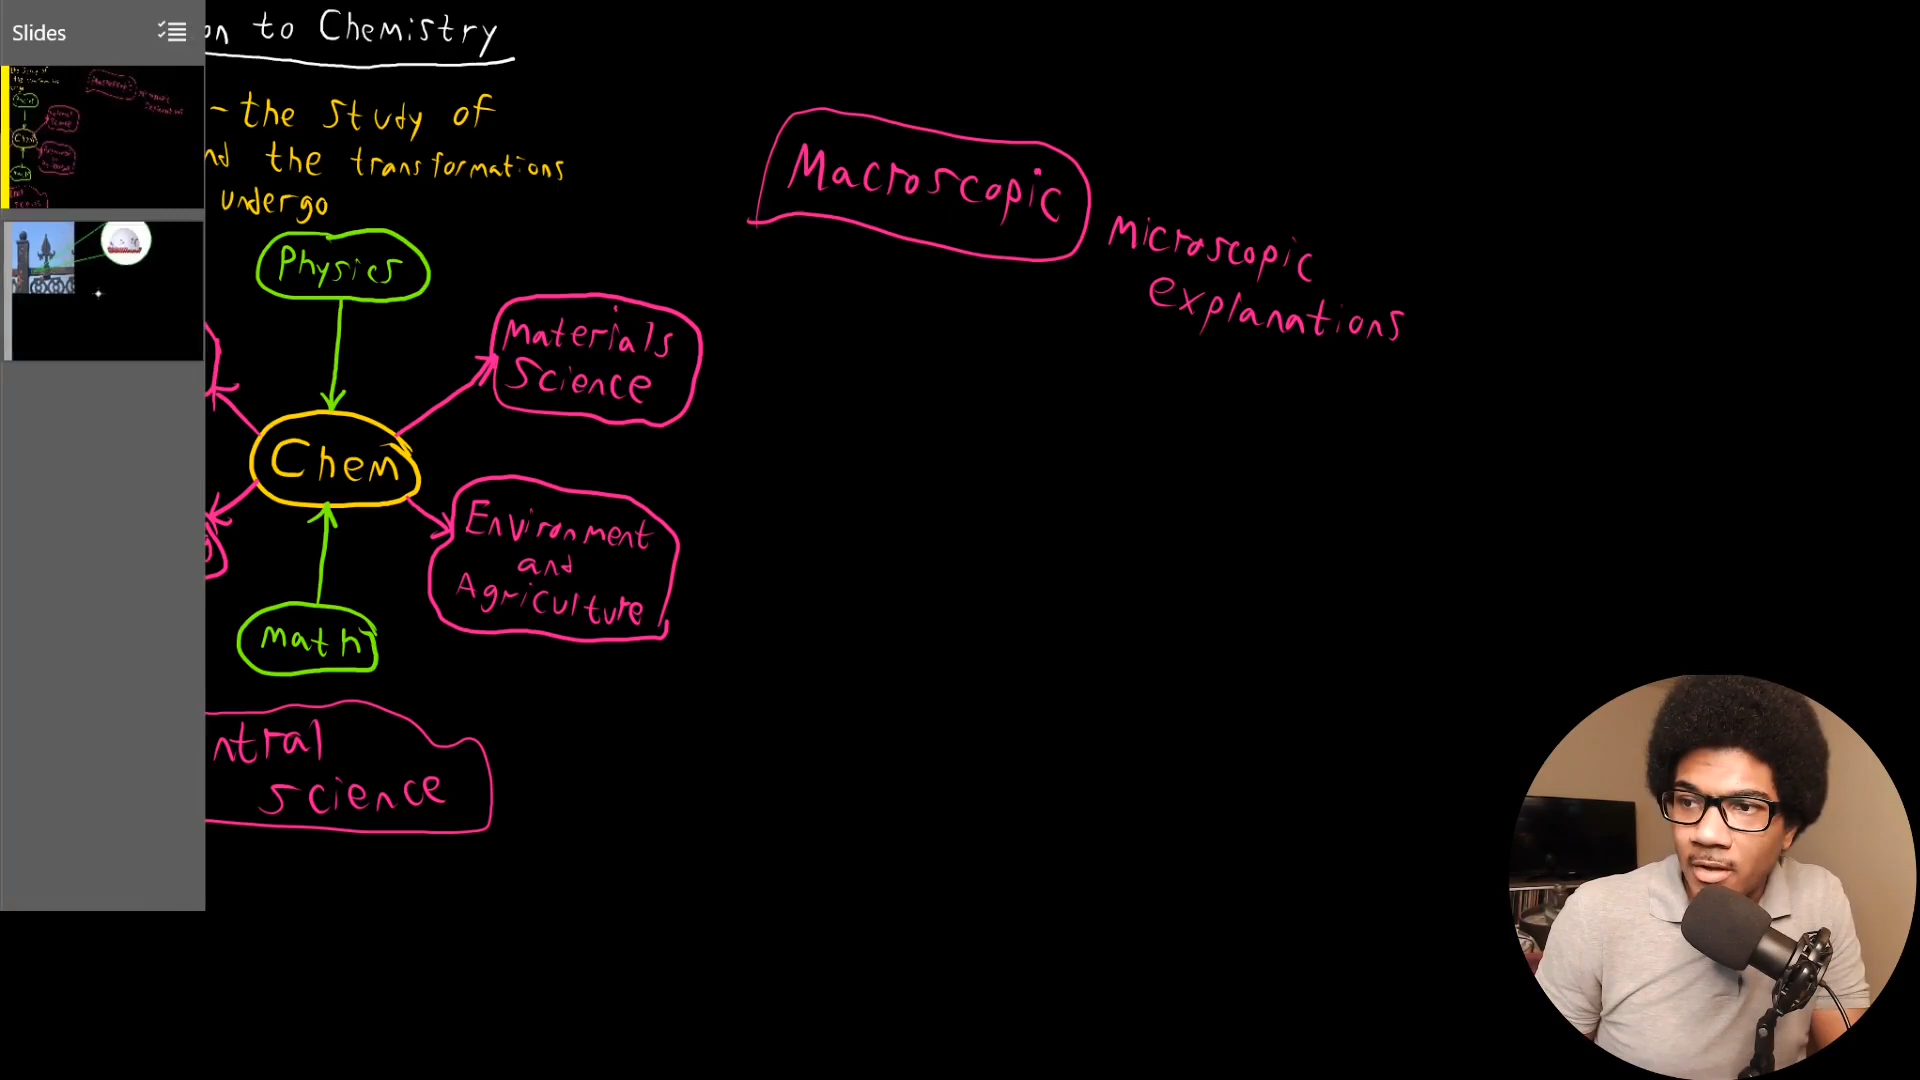 Slides
on to Chemistry
- the study of
nd the transformations
undergo
Physics
Materials
Science
Chem
Environment
and
Agriculture
Math
ntral
science
Macroscopic
Microscopic
explanations